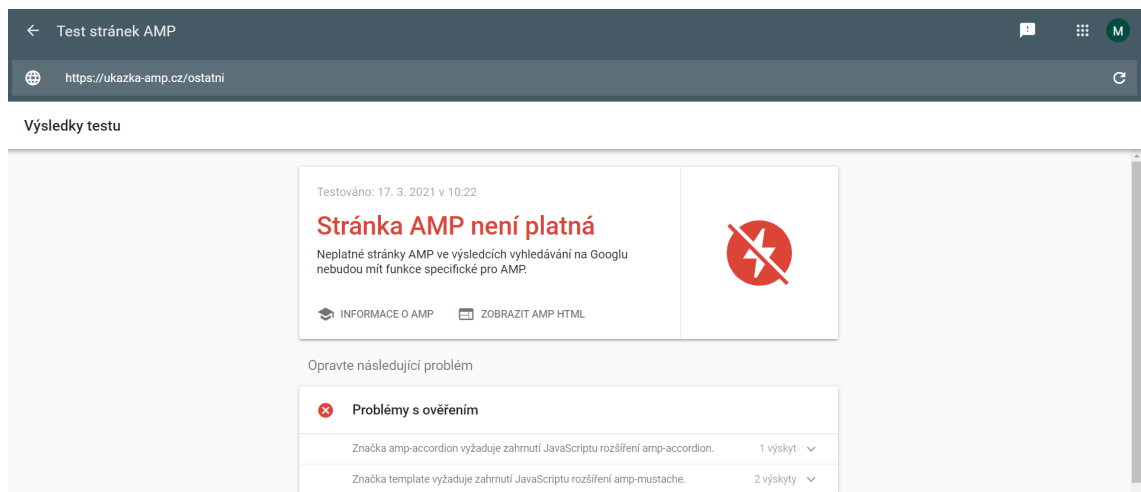 Test stránek AMP
M
https://ukazka-amp.cz/ostatni
Výsledky testu
Testováno: 17. 3. 2021 v 10:22
Stránka AMP není platná
Neplatné stránky AMP ve výsledcích vyhledávání na Googlu
nebudou mít funkce specifické pro AMP.
INFORMACE O AMP ZOBRAZIT AMP HTML
Opravte následující problém
Problémy s ověřením
Značka amp-accordion vyžaduje zahrnutí JavaScriptu rozšíření amp-accordion. 1 výskyt
Značka template vyžaduje zahrnutí JavaScriptu rozšíření amp-mustache. 2 výskyty